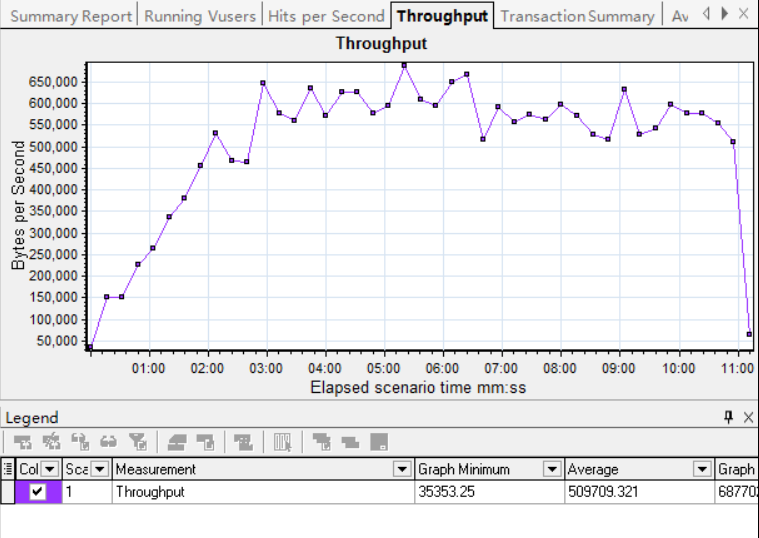 Summary Report Running Vusers Hits per Second Throughput Transaction Summary Av
Throughput
Bytes per Second
650,000
600,000
550,000
500,000
450,000
400,000
350,000
300,000
250,000
200,000
150,000
100,000
50,000
01:00 02:00 03:00 04:00 05:00 06:00 07:00 08:00 09:00 10:00 11:00
Elapsed scenario time mm:ss
Legend
Col Sca Measurement Graph Minimum Average Graph
1 Throughput 35353.25 509709.321 68770